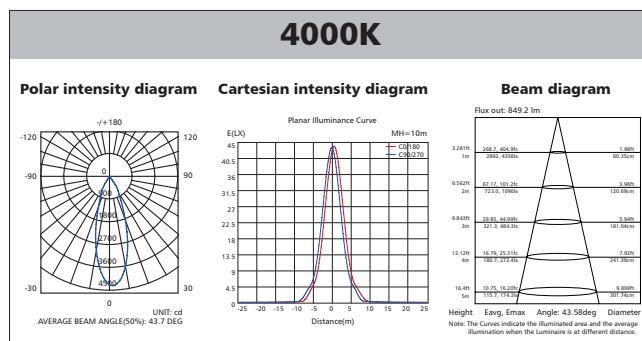 4000K
Polar intensity diagram
-/+180
-120
120
-90
90
0
900
1800
2700
3600
4500
-30
30
0
UNIT: cd
AVERAGE BEAM ANGLE(50%): 43.7 DEG
Cartesian intensity diagram
Planar Illuminance Curve
E(LX)
MH=10m
C0/180
C90/270
45
40.5
36
31.5
27
22.5
18
13.5
9
4.5
0
-25 -20 -15 -10 -5 0 5 10 15 20 25
Distance(m)
Beam diagram
Flux out: 849.2 lm
3.281ft 268.7, 404.9fc 1.98ft
1m 2892, 4358lx 60.35cm
6.562ft 67.17, 101.2fc 3.96ft
2m 723.0, 1090lx 120.69cm
9.843ft 29.85, 44.99fc 5.94ft
3m 321.3, 484.3lx 181.04cm
13.12ft 16.79, 25.31fc 7.92ft
4m 180.7, 272.4lx 241.39cm
16.4ft 10.75, 16.20fc 9.899ft
5m 115.7, 174.3lx 301.74cm
Height Eavg, Emax Angle: 43.58deg Diameter
Note: The Curves indicate the illuminated area and the average
illumination when the Luminaire is at different distance.